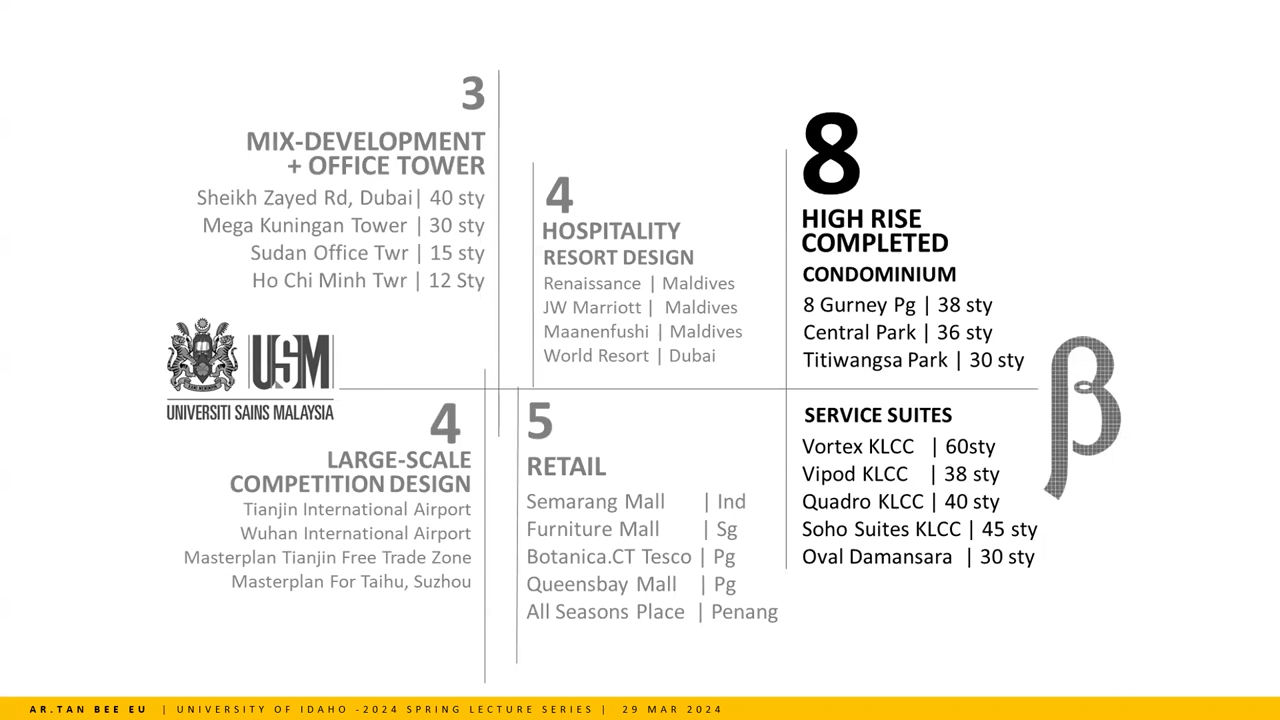 3
MIX-DEVELOPMENT
+ OFFICE TOWER
Sheikh Zayed Rd, Dubai| 40 sty
Mega Kuningan Tower | 30 sty
Sudan Office Twr | 15 sty
Ho Chi Minh Twr | 12 Sty
4
HOSPITALITY
RESORT DESIGN
Renaissance | Maldives
JW Marriott | Maldives
Maanenfushi | Maldives
World Resort | Dubai
8
HIGH RISE
COMPLETED
CONDOMINIUM
8 Gurney Pg | 38 sty
Central Park | 36 sty
Titiwangsa Park | 30 sty
USM
UNIVERSITI SAINS MALAYSIA
4
LARGE-SCALE
COMPETITION DESIGN
Tianjin International Airport
Wuhan International Airport
Masterplan Tianjin Free Trade Zone
Masterplan For Taihu, Suzhou
5
RETAIL
Semarang Mall | Ind
Furniture Mall | Sg
Botanica.CT Tesco | Pg
Queensbay Mall | Pg
All Seasons Place | Penang
SERVICE SUITES
Vortex KLCC | 60sty
Vipod KLCC | 38 sty
Quadro KLCC | 40 sty
Soho Suites KLCC | 45 sty
Oval Damansara | 30 sty
β
AR.TAN BEE EU | UNIVERSITY OF IDAHO -2024 SPRING LECTURE SERIES | 29 MAR 2024